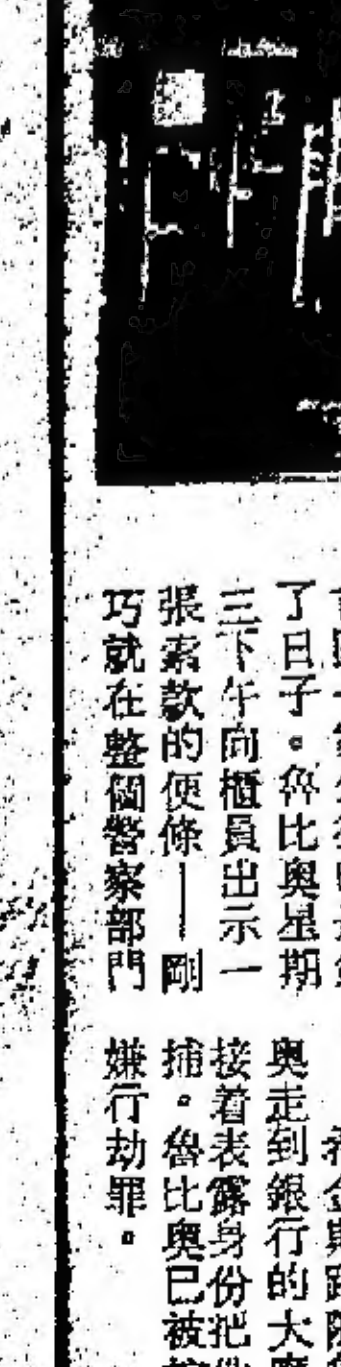 了日子。魯比奧星期
三下午向櫃員出示一
張索款的便條——剛
巧就在整個警察部門
奧走到銀行的大
接着表露身份把
捕。魯比奧已被
嫌行劫罪。